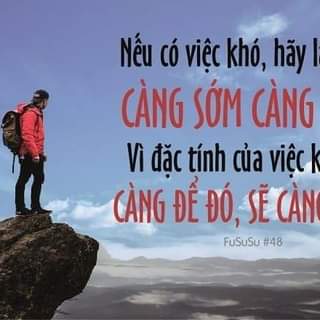 Nếu có việc khó, hãy l
CÀNG SỚM CÀNG
Vì đặc tính của việc k
CÀNG ĐỂ ĐÓ, SẼ CÀN
FuSuSu #48